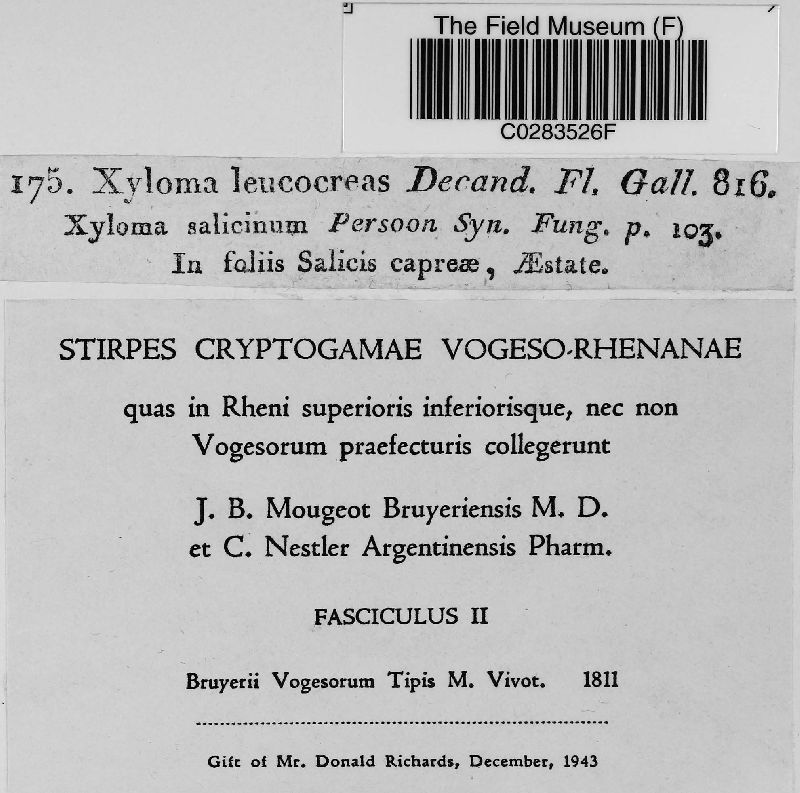 The Field Museum (F)
C0283526F
175. Xyloma leucocreas Decand. Fl. Gall. 816.
Xyloma salicinum Persoon Syn. Fung. p. 103.
In foliis Salicis capreæ, Æstate.
STIRPES CRYPTOGAMAE VOGESO-RHENANAE
quas in Rheni superioris inferiorisque, nec non
Vogesorum praefecturis collegerunt
J. B. Mougeot Bruyeriensis M. D.
et C. Nestler Argentinensis Pharm.
FASCICULUS II
Bruyerii Vogesorum Tipis M. Vivot. 1811
Gift of Mr. Donald Richards, December, 1943